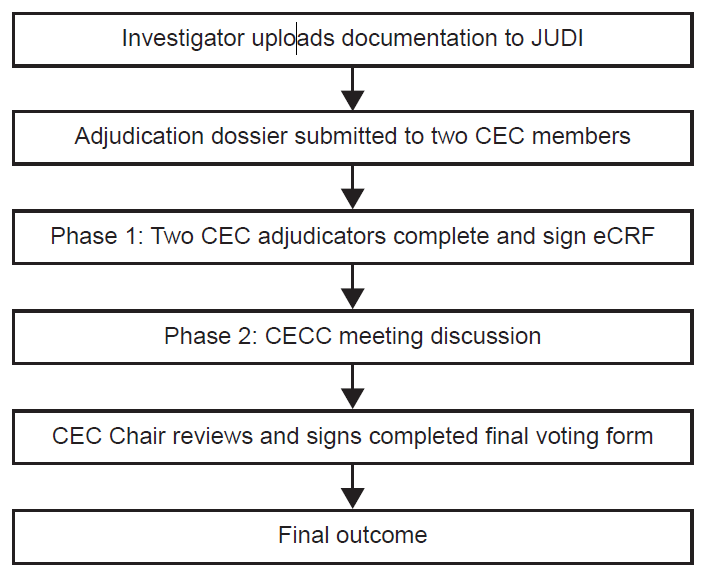 Investigator uploads documentation to JUDI
Adjudication dossier submitted to two CEC members
Phase 1: Two CEC adjudicators complete and sign eCRF
Phase 2: CECC meeting discussion
CEC Chair reviews and signs completed final voting form
Final outcome